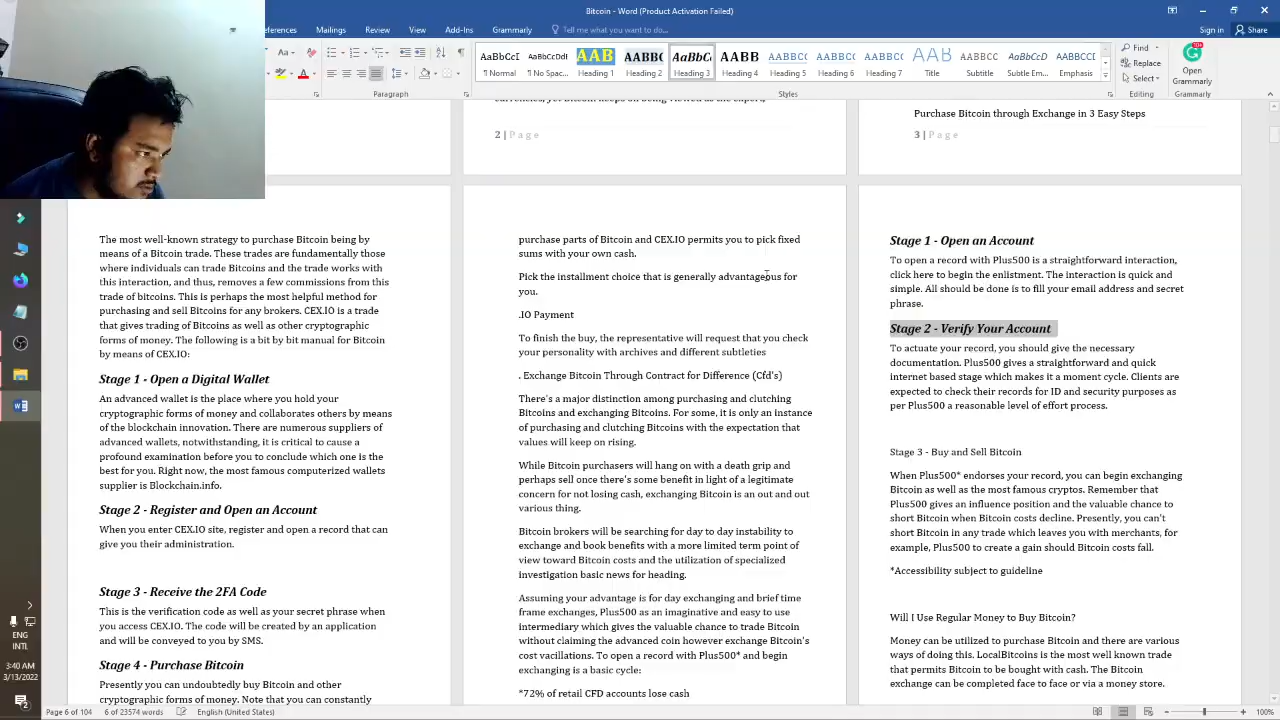 Bitcoin - Word (Product Activation Failed)
References
Mailings
Review
View
Add-ins
Grammarly
Tell me what you want to do...
Sign in
Share
Aa
AaBbCcI
¶ Normal
AaBbCcDdI
¶ No Spac...
AAB
Heading 1
AABBC
Heading 2
AaBbCc
Heading 3
AABB
Heading 4
AABBCC
Heading 5
AABBCC
Heading 6
AABBCC
Heading 7
AAB
Title
AABBCC
Subtitle
AaBbCcD
Subtle Em...
AABBCCI
Emphasis
Find
Replace
Select
Open
Grammarly
Paragraph
Styles
Editing
Grammarly
2 | Page
Purchase Bitcoin through Exchange in 3 Easy Steps
3 | Page
The most well-known strategy to purchase Bitcoin being by
means of a Bitcoin trade. These trades are fundamentally those
where individuals can trade Bitcoins and the trade works with
this interaction, and thus, removes a few commissions from this
trade of bitcoins. This is perhaps the most helpful method for
purchasing and sell Bitcoins for any brokers. CEX.IO is a trade
that gives trading of Bitcoins as well as other cryptographic
forms of money. The following is a bit by bit manual for Bitcoin
by means of CEX.IO:
Stage 1 - Open a Digital Wallet
An advanced wallet is the place where you hold your
cryptographic forms of money and collaborates others by means
of the blockchain innovation. There are numerous suppliers of
advanced wallets, notwithstanding, it is critical to cause a
profound examination before you to conclude which one is the
best for you. Right now, the most famous computerized wallets
supplier is Blockchain.info.
Stage 2 - Register and Open an Account
When you enter CEX.IO site, register and open a record that can
give you their administration.
Stage 3 - Receive the 2FA Code
This is the verification code as well as your secret phrase when
you access CEX.IO. The code will be created by an application
and will be conveyed to you by SMS.
Stage 4 - Purchase Bitcoin
Presently you can undoubtedly buy Bitcoin and other
cryptographic forms of money. Note that you can constantly
purchase parts of Bitcoin and CEX.IO permits you to pick fixed
sums with your own cash.
Pick the installment choice that is generally advantageous for
you.
.IO Payment
To finish the buy, the representative will request that you check
your personality with archives and different subtleties
. Exchange Bitcoin Through Contract for Difference (Cfd's)
There's a major distinction among purchasing and clutching
Bitcoins and exchanging Bitcoins. For some, it is only an instance
of purchasing and clutching Bitcoins with the expectation that
values will keep on rising.
While Bitcoin purchasers will hang on with a death grip and
perhaps sell once there's some benefit in light of a legitimate
concern for not losing cash, exchanging Bitcoin is an out and out
various thing.
Bitcoin brokers will be searching for day to day instability to
exchange and book benefits with a more limited term point of
view toward Bitcoin costs and the utilization of specialized
investigation basic news for heading.
Assuming your advantage is for day exchanging and brief time
frame exchanges, Plus500 as an imaginative and easy to use
intermediary which gives the valuable chance to trade Bitcoin
without claiming the advanced coin however exchange Bitcoin's
cost vacillations. To open a record with Plus500* and begin
exchanging is a basic cycle:
*72% of retail CFD accounts lose cash
Stage 1 - Open an Account
To open a record with Plus500 is a straightforward interaction,
click here to begin the enlistment. The interaction is quick and
simple. All should be done is to fill your email address and secret
phrase.
Stage 2 - Verify Your Account
To actuate your record, you should give the necessary
documentation. Plus500 gives a straightforward and quick
internet based stage which makes it a moment cycle. Clients are
expected to check their records for ID and security purposes as
per Plus500 a reasonable level of effort process.
Stage 3 - Buy and Sell Bitcoin
When Plus500* endorses your record, you can begin exchanging
Bitcoin as well as the most famous cryptos. Remember that
Plus500 gives an influence position and the valuable chance to
short Bitcoin when Bitcoin costs decline. Presently, you can't
short Bitcoin in any trade which leaves you with merchants, for
example, Plus500 to create a gain should Bitcoin costs fall.
*Accessibility subject to guideline
Will I Use Regular Money to Buy Bitcoin?
Money can be utilized to purchase Bitcoin and there are various
ways of doing this. LocalBitcoins is the most well known trade
that permits Bitcoin to be bought with cash. The Bitcoin
exchange can be completed face to face or via a money store.
ENG
INTL
3:40 AM
3/13/2022
Page 6 of 104
6 of 23574 words
English (United States)
100%